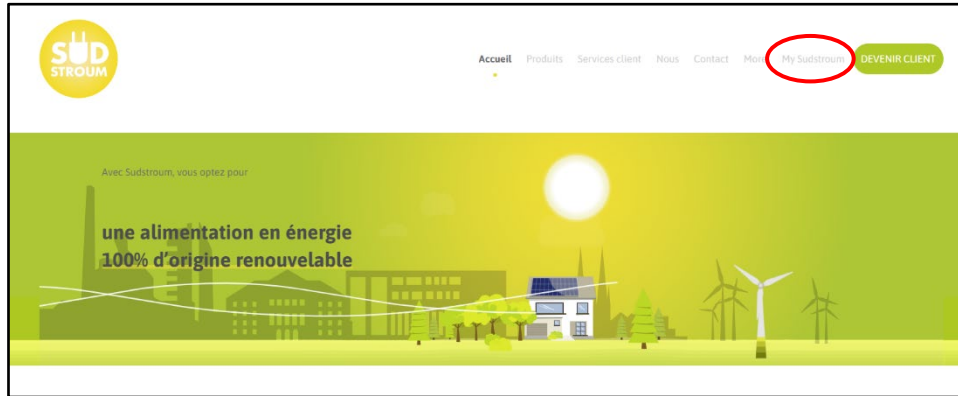 SÜD
STROUM
Accueil Produits Services client Nous Contact My Sudstroum DEVENIR CLIENT
Avec Sudstroum, vous optez pour
une alimentation en énergie
100% d'origine renouvelable